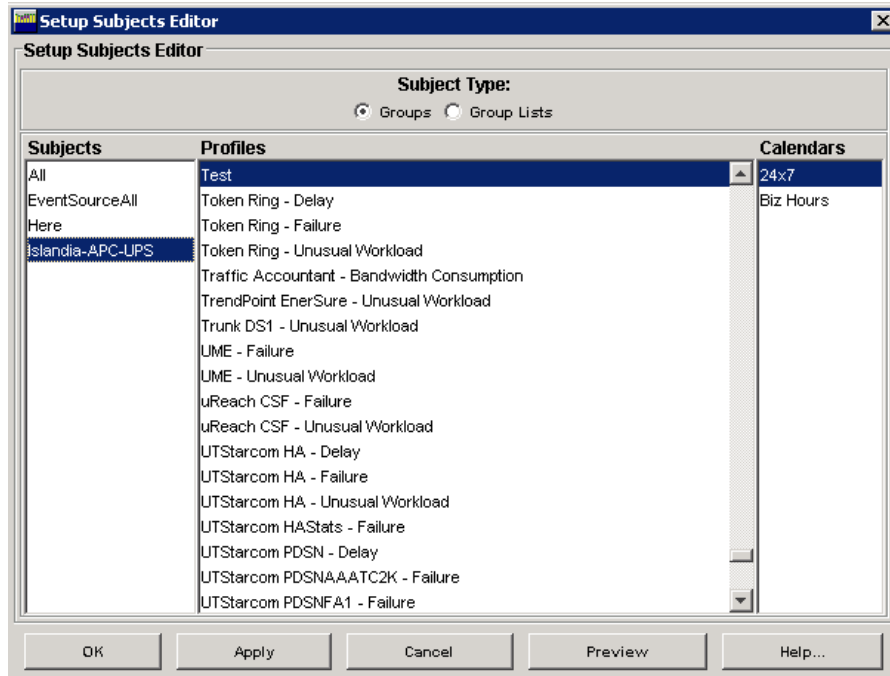 Setup Subjects Editor
Setup Subjects Editor
Subject Type:
Groups Group Lists
Subjects
All
EventSourceAll
Here
Islandia-APC-UPS
Profiles
Test
Token Ring - Delay
Token Ring - Failure
Token Ring - Unusual Workload
Traffic Accountant - Bandwidth Consumption
TrendPoint EnerSure - Unusual Workload
Trunk DS1 - Unusual Workload
UME - Failure
UME - Unusual Workload
uReach CSF - Failure
uReach CSF - Unusual Workload
UTStarcom HA - Delay
UTStarcom HA - Failure
UTStarcom HA - Unusual Workload
UTStarcom HAStats - Failure
UTStarcom PDSN - Delay
UTStarcom PDSNAAATC2K - Failure
UTStarcom PDSNFA1 - Failure
Calendars
24x7
Biz Hours
OK Apply Cancel Preview Help...